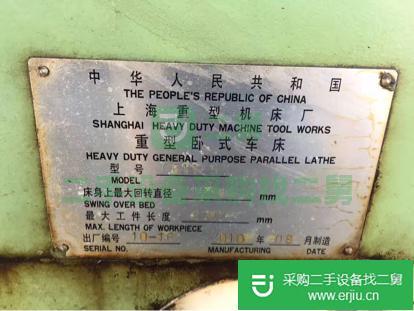 中华人民共和国
THE PEOPLE'S REPUBLIC OF CHINA
上海重型机床厂
SHANGHAI HEAVY DUTY MACHINE TOOL WORKS
重型卧式车床
HEAVY DUTY GENERAL PURPOSE PARALLEL LATHE
型号
MODEL
床身上最大回转直径 mm
SWING OVER BED
最大工件长度 mm
MAX. LENGTH OF WORKPIECE
出厂编号 年 月制造
SERIAL NO. MANUFACTURING DATE
采购二手设备找二舅
www.erjiu.cn